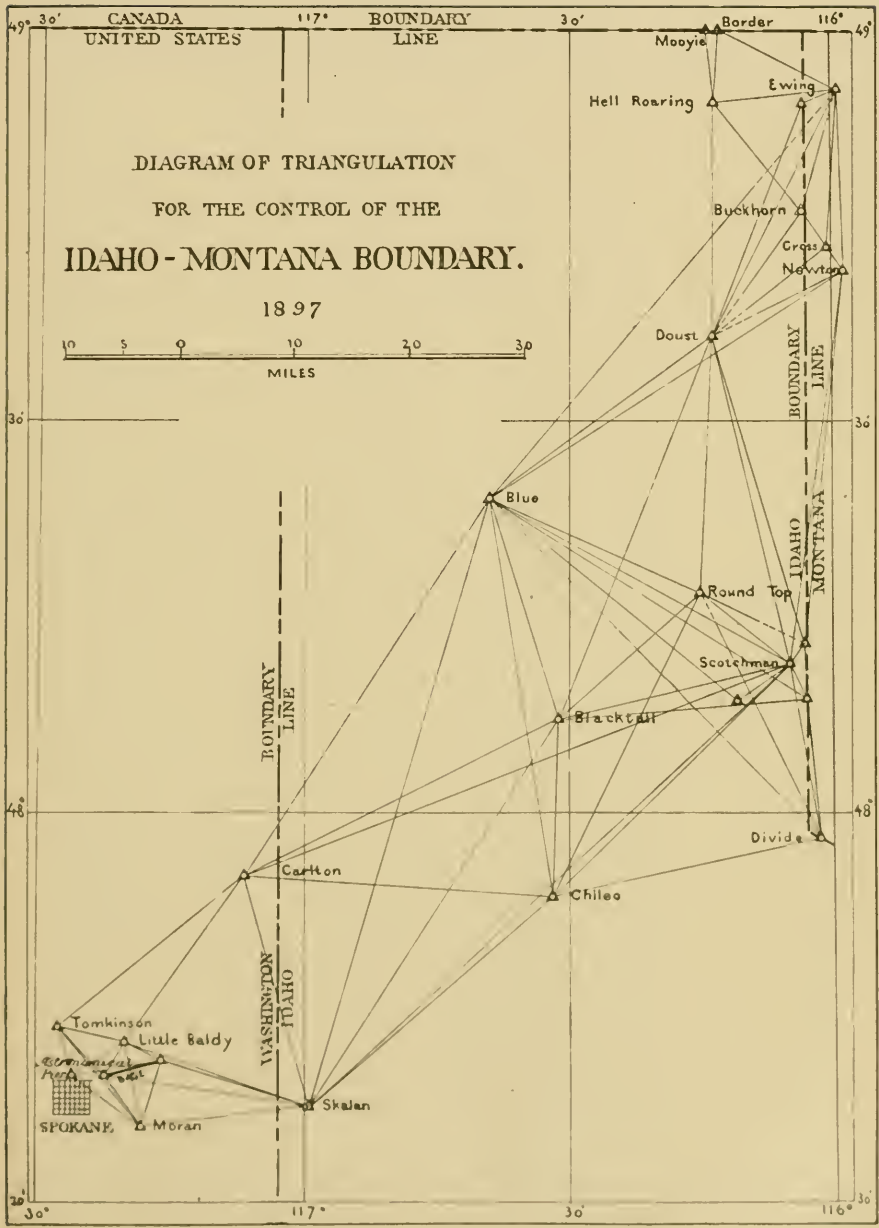 49° 30' CANADA 117° BOUNDARY 30' 116° 49°
UNITED STATES LINE
Border
Mooyie
Ewing
Hell Roaring
DIAGRAM OF TRIANGULATION
FOR THE CONTROL OF THE
IDAHO-MONTANA BOUNDARY.
1897
10 5 0 10 20 30
MILES
Buckhorn
Cross
Newton
Doust
BOUNDARY
LINE
30' 30'
Blue
IDAHO
MONTANA
Round Top
Scotchman
BOUNDARY
LINE
Blacktail
48° 48°
Divide
Carlton
Chileo
WASHINGTON
IDAHO
Tomkinson
Little Baldy
Skalan
SPOKANE
Moran
30' 117° 30' 116°